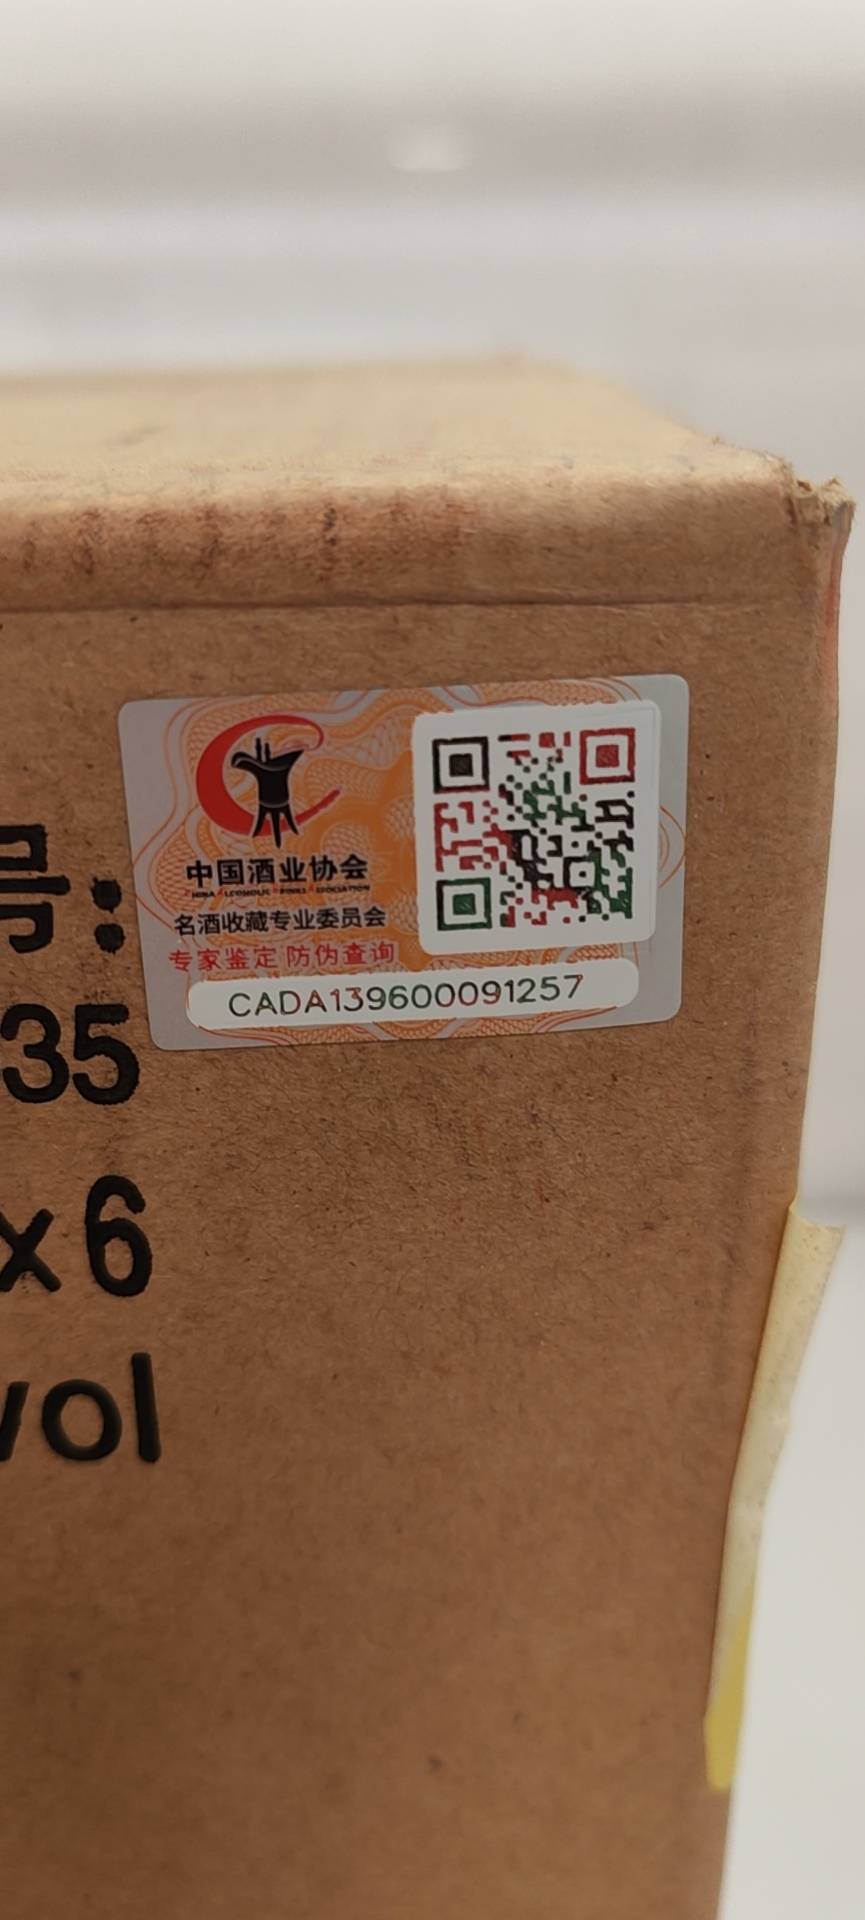 中国酒业协会
名酒收藏专业委员会
专家鉴定 防伪查询
CADA139600091257
号:
35
x6
vol